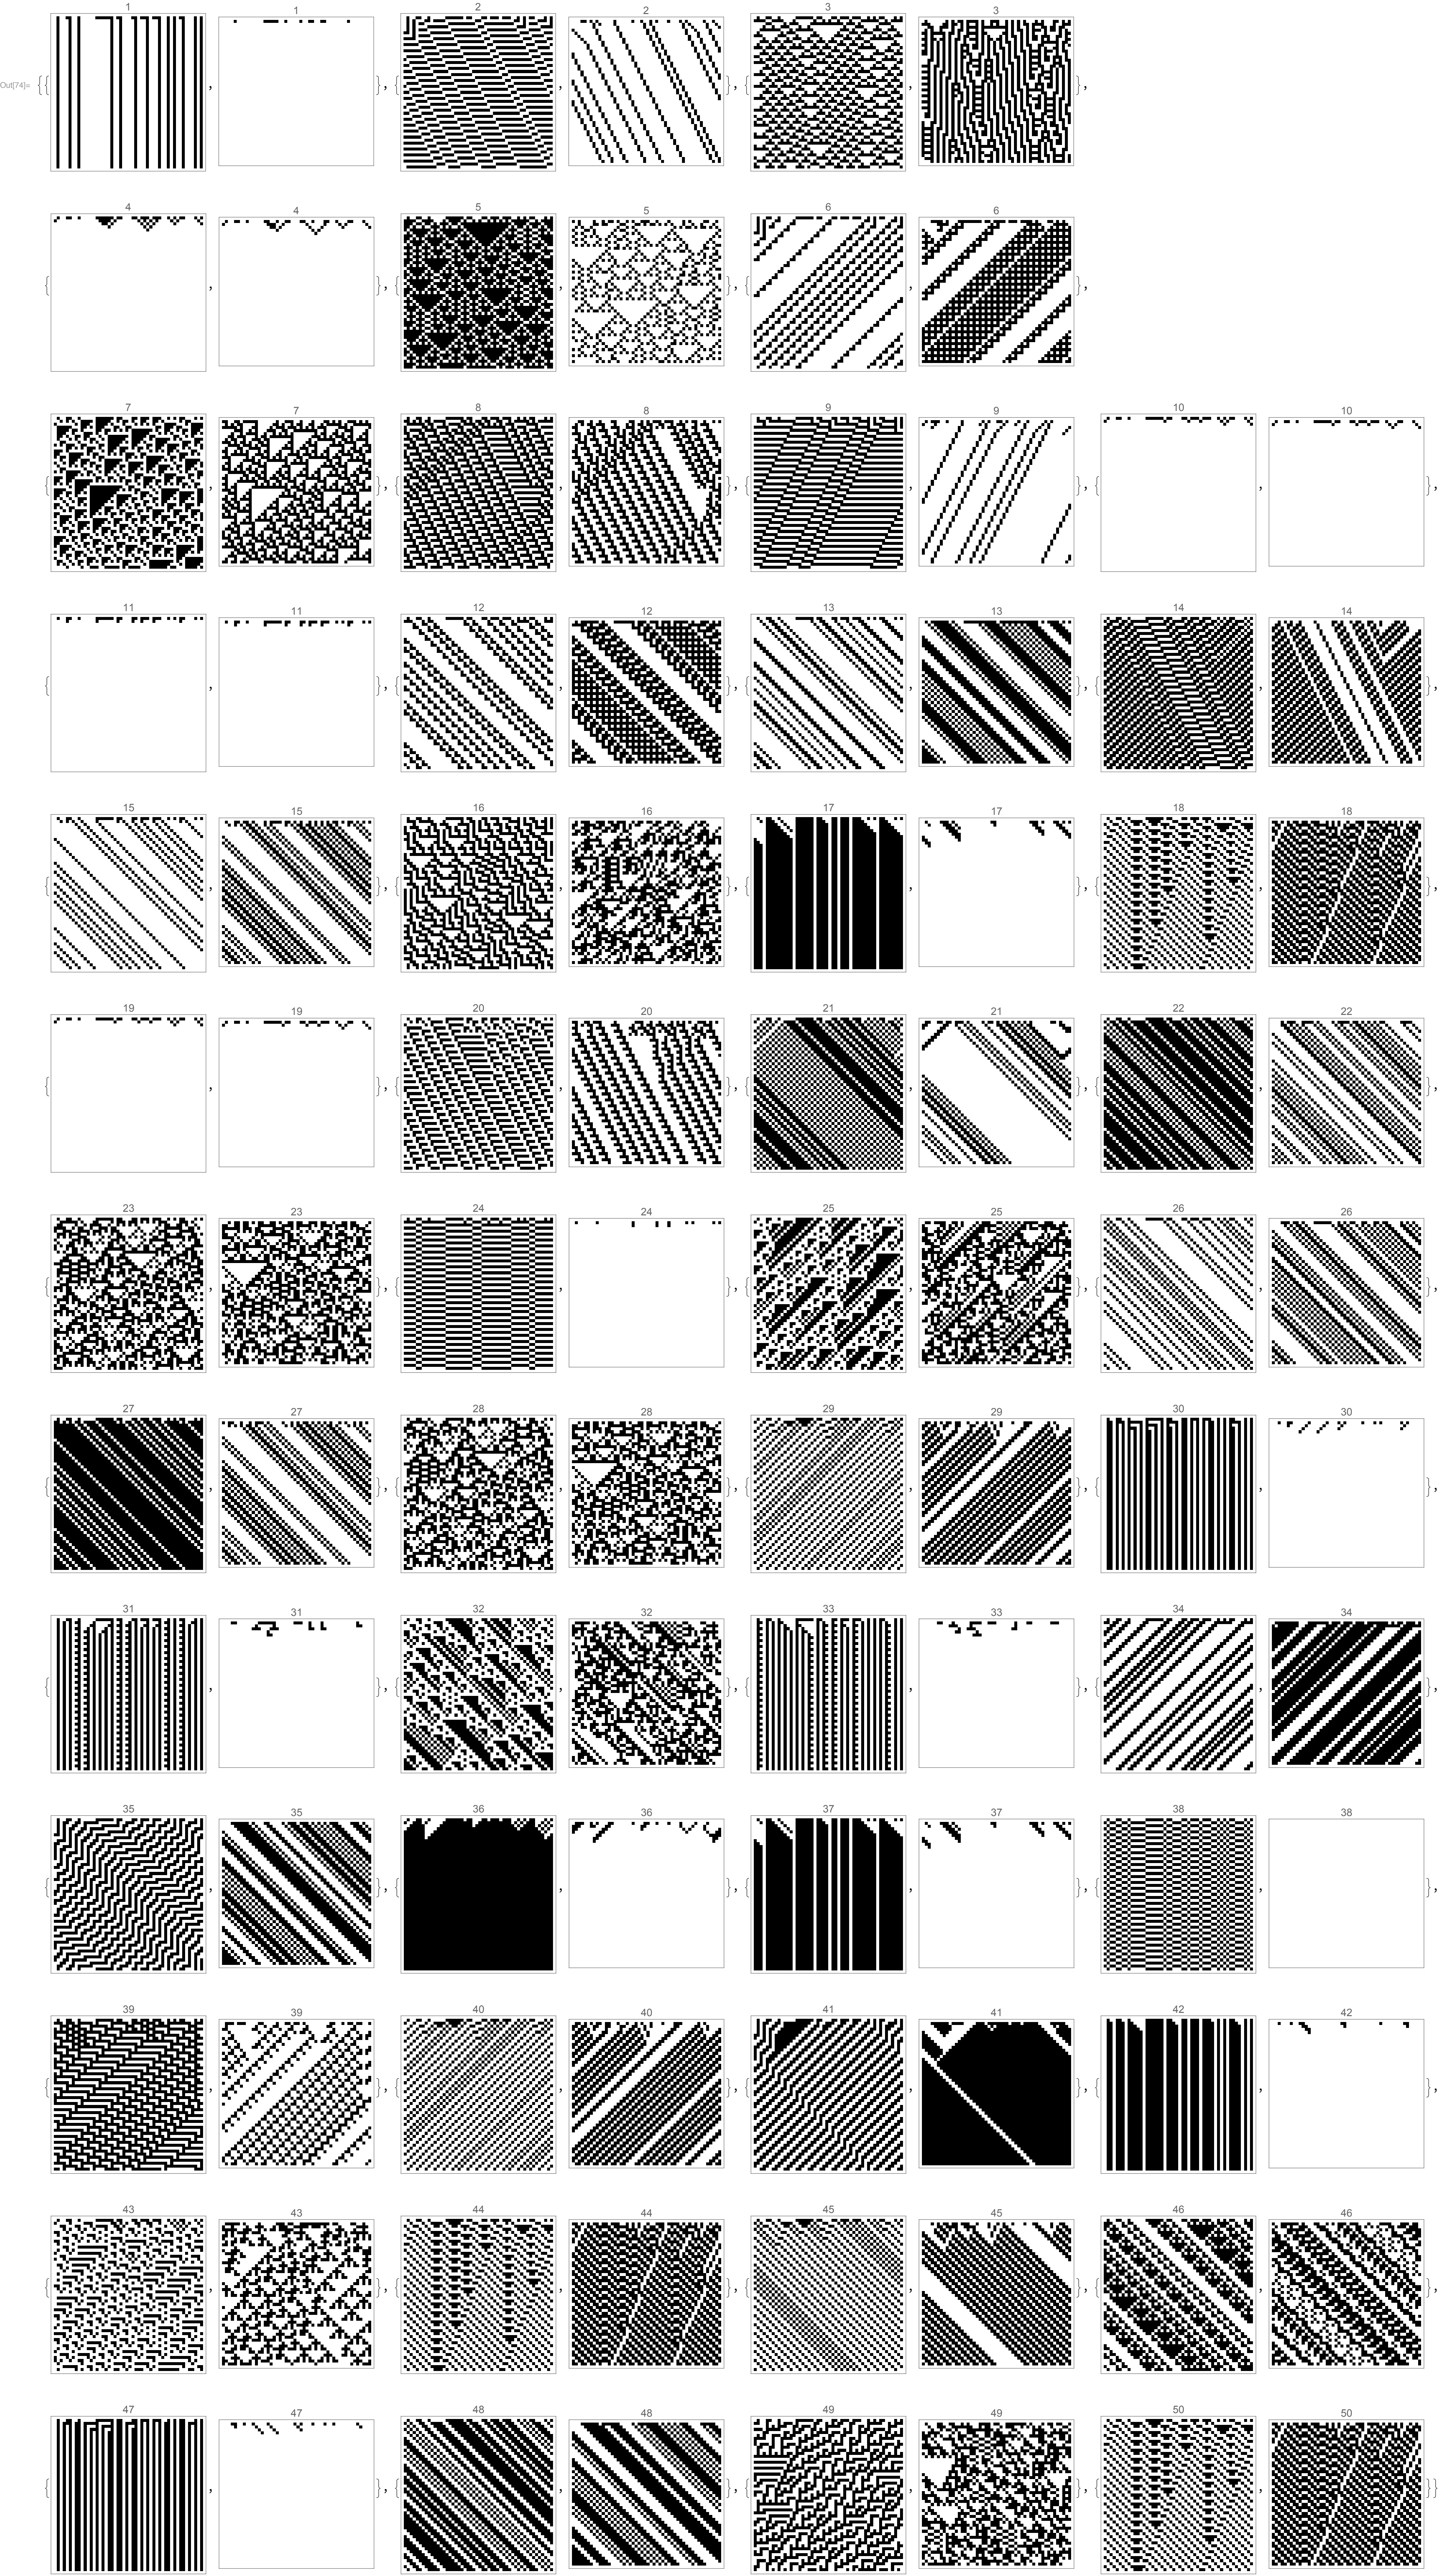 1 1 2 2 3 3
Out[74]= {{ , }, { , }, { , },
4 4 5 5 6 6
{ , }, { , }, { , },
7 7 8 8 9 9 10 10
{ , }, { , }, { , }, { , },
11 11 12 12 13 13 14 14
{ , }, { , }, { , }, { , },
15 15 16 16 17 17 18 18
{ , }, { , }, { , }, { , },
19 19 20 20 21 21 22 22
{ , }, { , }, { , }, { , },
23 23 24 24 25 25 26 26
{ , }, { , }, { , }, { , },
27 27 28 28 29 29 30 30
{ , }, { , }, { , }, { , },
31 31 32 32 33 33 34 34
{ , }, { , }, { , }, { , },
35 35 36 36 37 37 38 38
{ , }, { , }, { , }, { , },
39 39 40 40 41 41 42 42
{ , }, { , }, { , }, { , },
43 43 44 44 45 45 46 46
{ , }, { , }, { , }, { , },
47 47 48 48 49 49 50 50
{ , }, { , }, { , }, { , }}